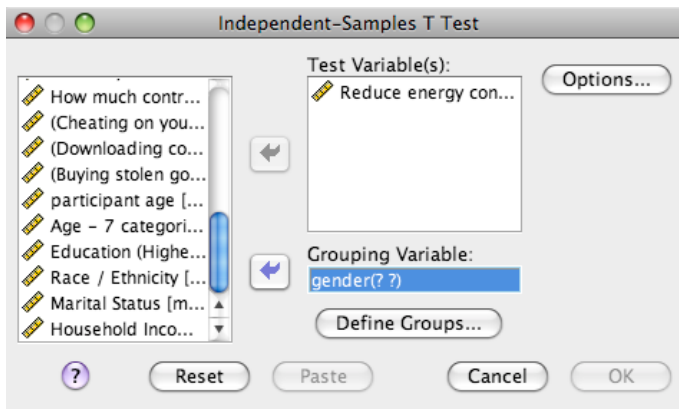 Independent-Samples T Test
How much contr...
(Cheating on you...
(Downloading co...
(Buying stolen go...
participant age [...
Age - 7 categori...
Education (Highe...
Race / Ethnicity [...
Marital Status [m...
Household Inco...
Test Variable(s):
Reduce energy con...
Options...
Grouping Variable:
gender(? ?)
Define Groups...
?
Reset
Paste
Cancel
OK